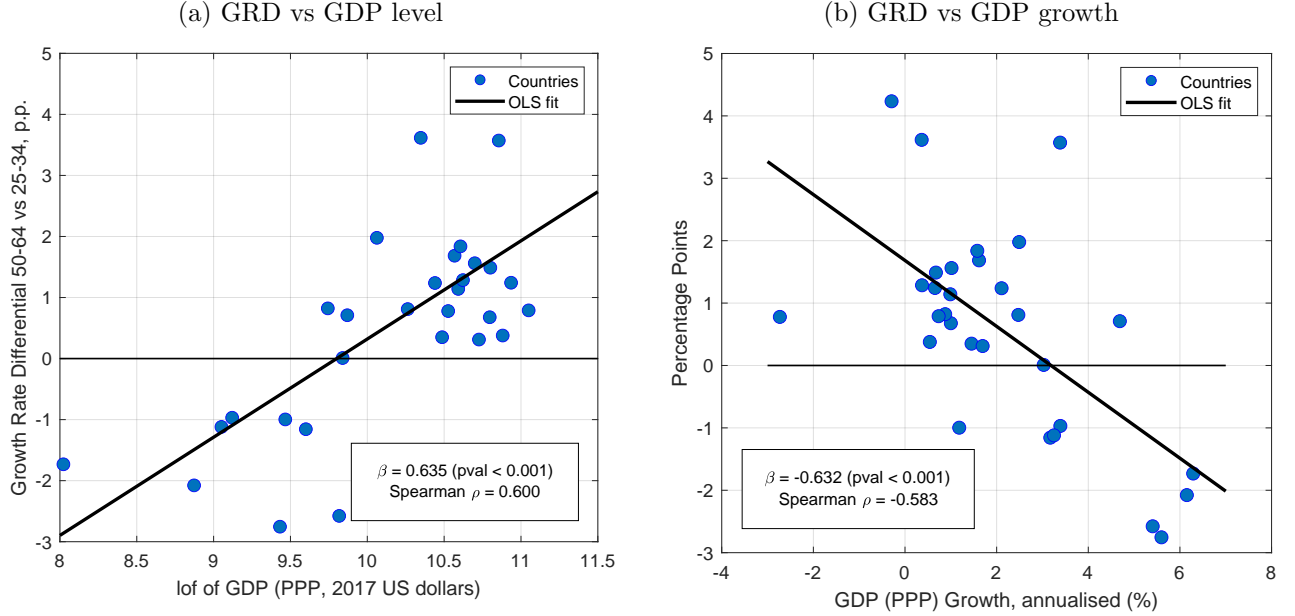 (a) GRD vs GDP level
5
4
3
2
1
0
-1
-2
-3
Growth Rate Differential 50-64 vs 25-34, p.p.
Countries
OLS fit
β = 0.635 (pval < 0.001)
Spearman ρ = 0.600
8
8.5
9
9.5
10
10.5
11
11.5
lof of GDP (PPP, 2017 US dollars)
(b) GRD vs GDP growth
5
4
3
2
1
0
-1
-2
-3
Percentage Points
Countries
OLS fit
β = -0.632 (pval < 0.001)
Spearman ρ = -0.583
-4
-2
0
2
4
6
8
GDP (PPP) Growth, annualised (%)